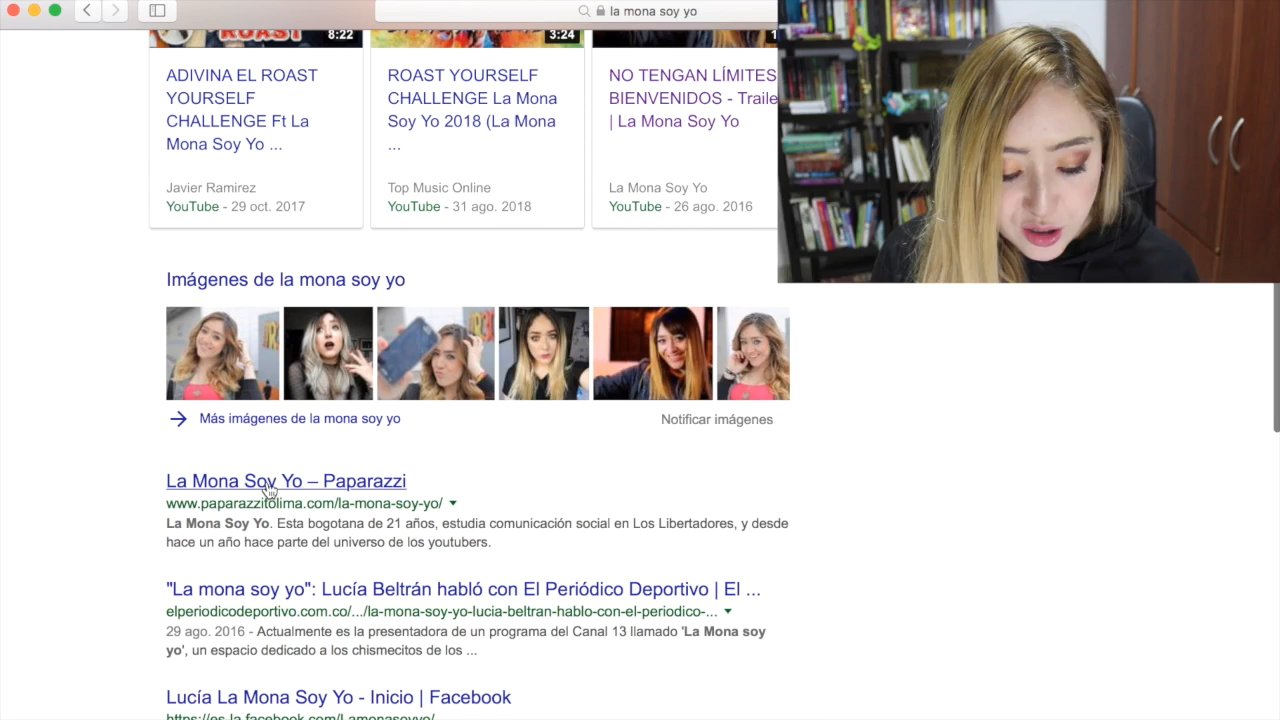 la mona soy yo
ROAST
8:22
3:24
1
ADIVINA EL ROAST
YOURSELF
CHALLENGE Ft La
Mona Soy Yo ...
Javier Ramirez
YouTube - 29 oct. 2017
ROAST YOURSELF
CHALLENGE La Mona
Soy Yo 2018 (La Mona
...
Top Music Online
YouTube - 31 ago. 2018
NO TENGAN LÍMITES
BIENVENIDOS - Traile
| La Mona Soy Yo
La Mona Soy Yo
YouTube - 26 ago. 2016
Imágenes de la mona soy yo
Más imágenes de la mona soy yo
Notificar imágenes
La Mona Soy Yo – Paparazzi
www.paparazzitolima.com/la-mona-soy-yo/
La Mona Soy Yo. Esta bogotana de 21 años, estudia comunicación social en Los Libertadores, y desde
hace un año hace parte del universo de los youtubers.
"La mona soy yo": Lucía Beltrán habló con El Periódico Deportivo | El ...
elperiodicodeportivo.com.co/.../la-mona-soy-yo-lucia-beltran-hablo-con-el-periodico-...
29 ago. 2016 - Actualmente es la presentadora de un programa del Canal 13 llamado 'La Mona soy
yo', un espacio dedicado a los chismecitos de los ...
Lucía La Mona Soy Yo - Inicio | Facebook
https://es-la.facebook.com/Lamonasoyyo/